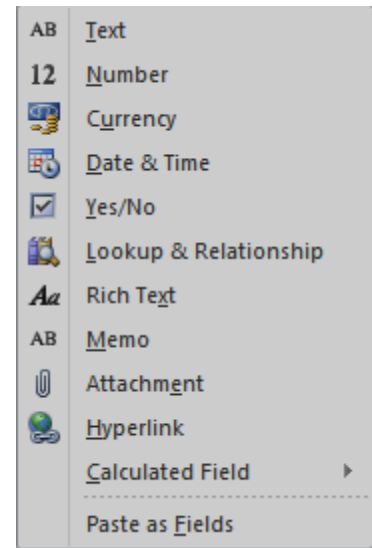 AB Text
12 Number
Currency
Date & Time
Yes/No
Lookup & Relationship
Aa Rich Text
AB Memo
Attachment
Hyperlink
Calculated Field
Paste as Fields